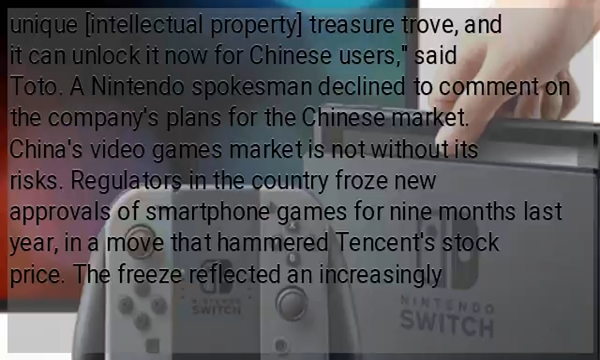 unique [intellectual property] treasure trove, and
it can unlock it now for Chinese users," said
Toto. A Nintendo spokesman declined to comment on
the company's plans for the Chinese market.
China's video games market is not without its
risks. Regulators in the country froze new
approvals of smartphone games for nine months last
year, in a move that hammered Tencent's stock
price. The freeze reflected an increasingly
NINTENDO
SWITCH
NINTENDO
SWITCH